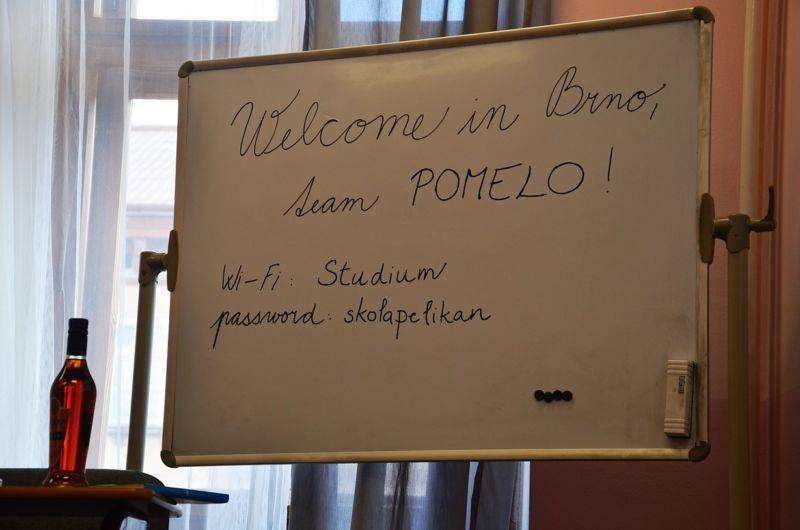 Welcome in Brno,
team POMELO!
Wi-Fi: Studium
password: skolapelikan